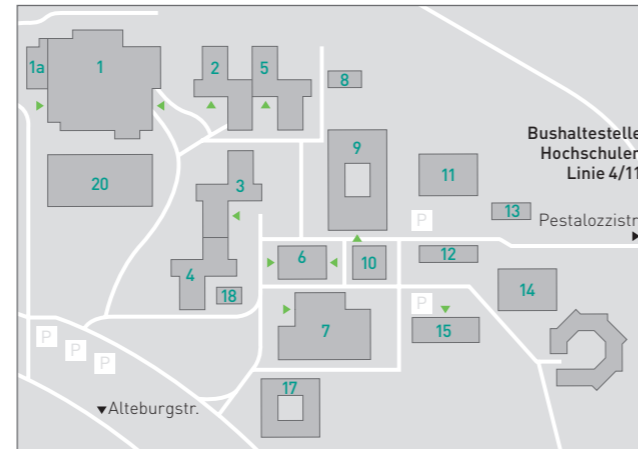 1a
1
2
5
8
9
11
20
3
13
Bushaltestelle
Hochschulen
Linie 4/11
P
Pestalozzistr.
6
10
12
4
18
14
7
P
15
P
P
P
17
Alteburgstr.